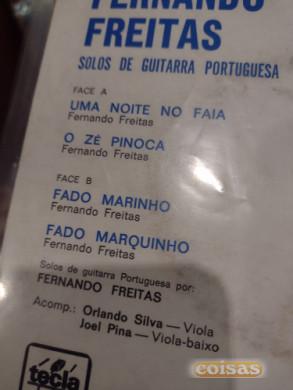 FERNANDO
FREITAS
SOLOS DE GUITARRA PORTUGUESA
FACE A
UMA NOITE NO FAIA
Fernando Freitas
O ZÉ PINOCA
Fernando Freitas
FACE B
FADO MARINHO
Fernando Freitas
FADO MARQUINHO
Fernando Freitas
Solos de guitarra Portuguesa por:
FERNANDO FREITAS
Acomp.: Orlando Silva — Viola
Joel Pina — Viola-baixo
tecla
coisas